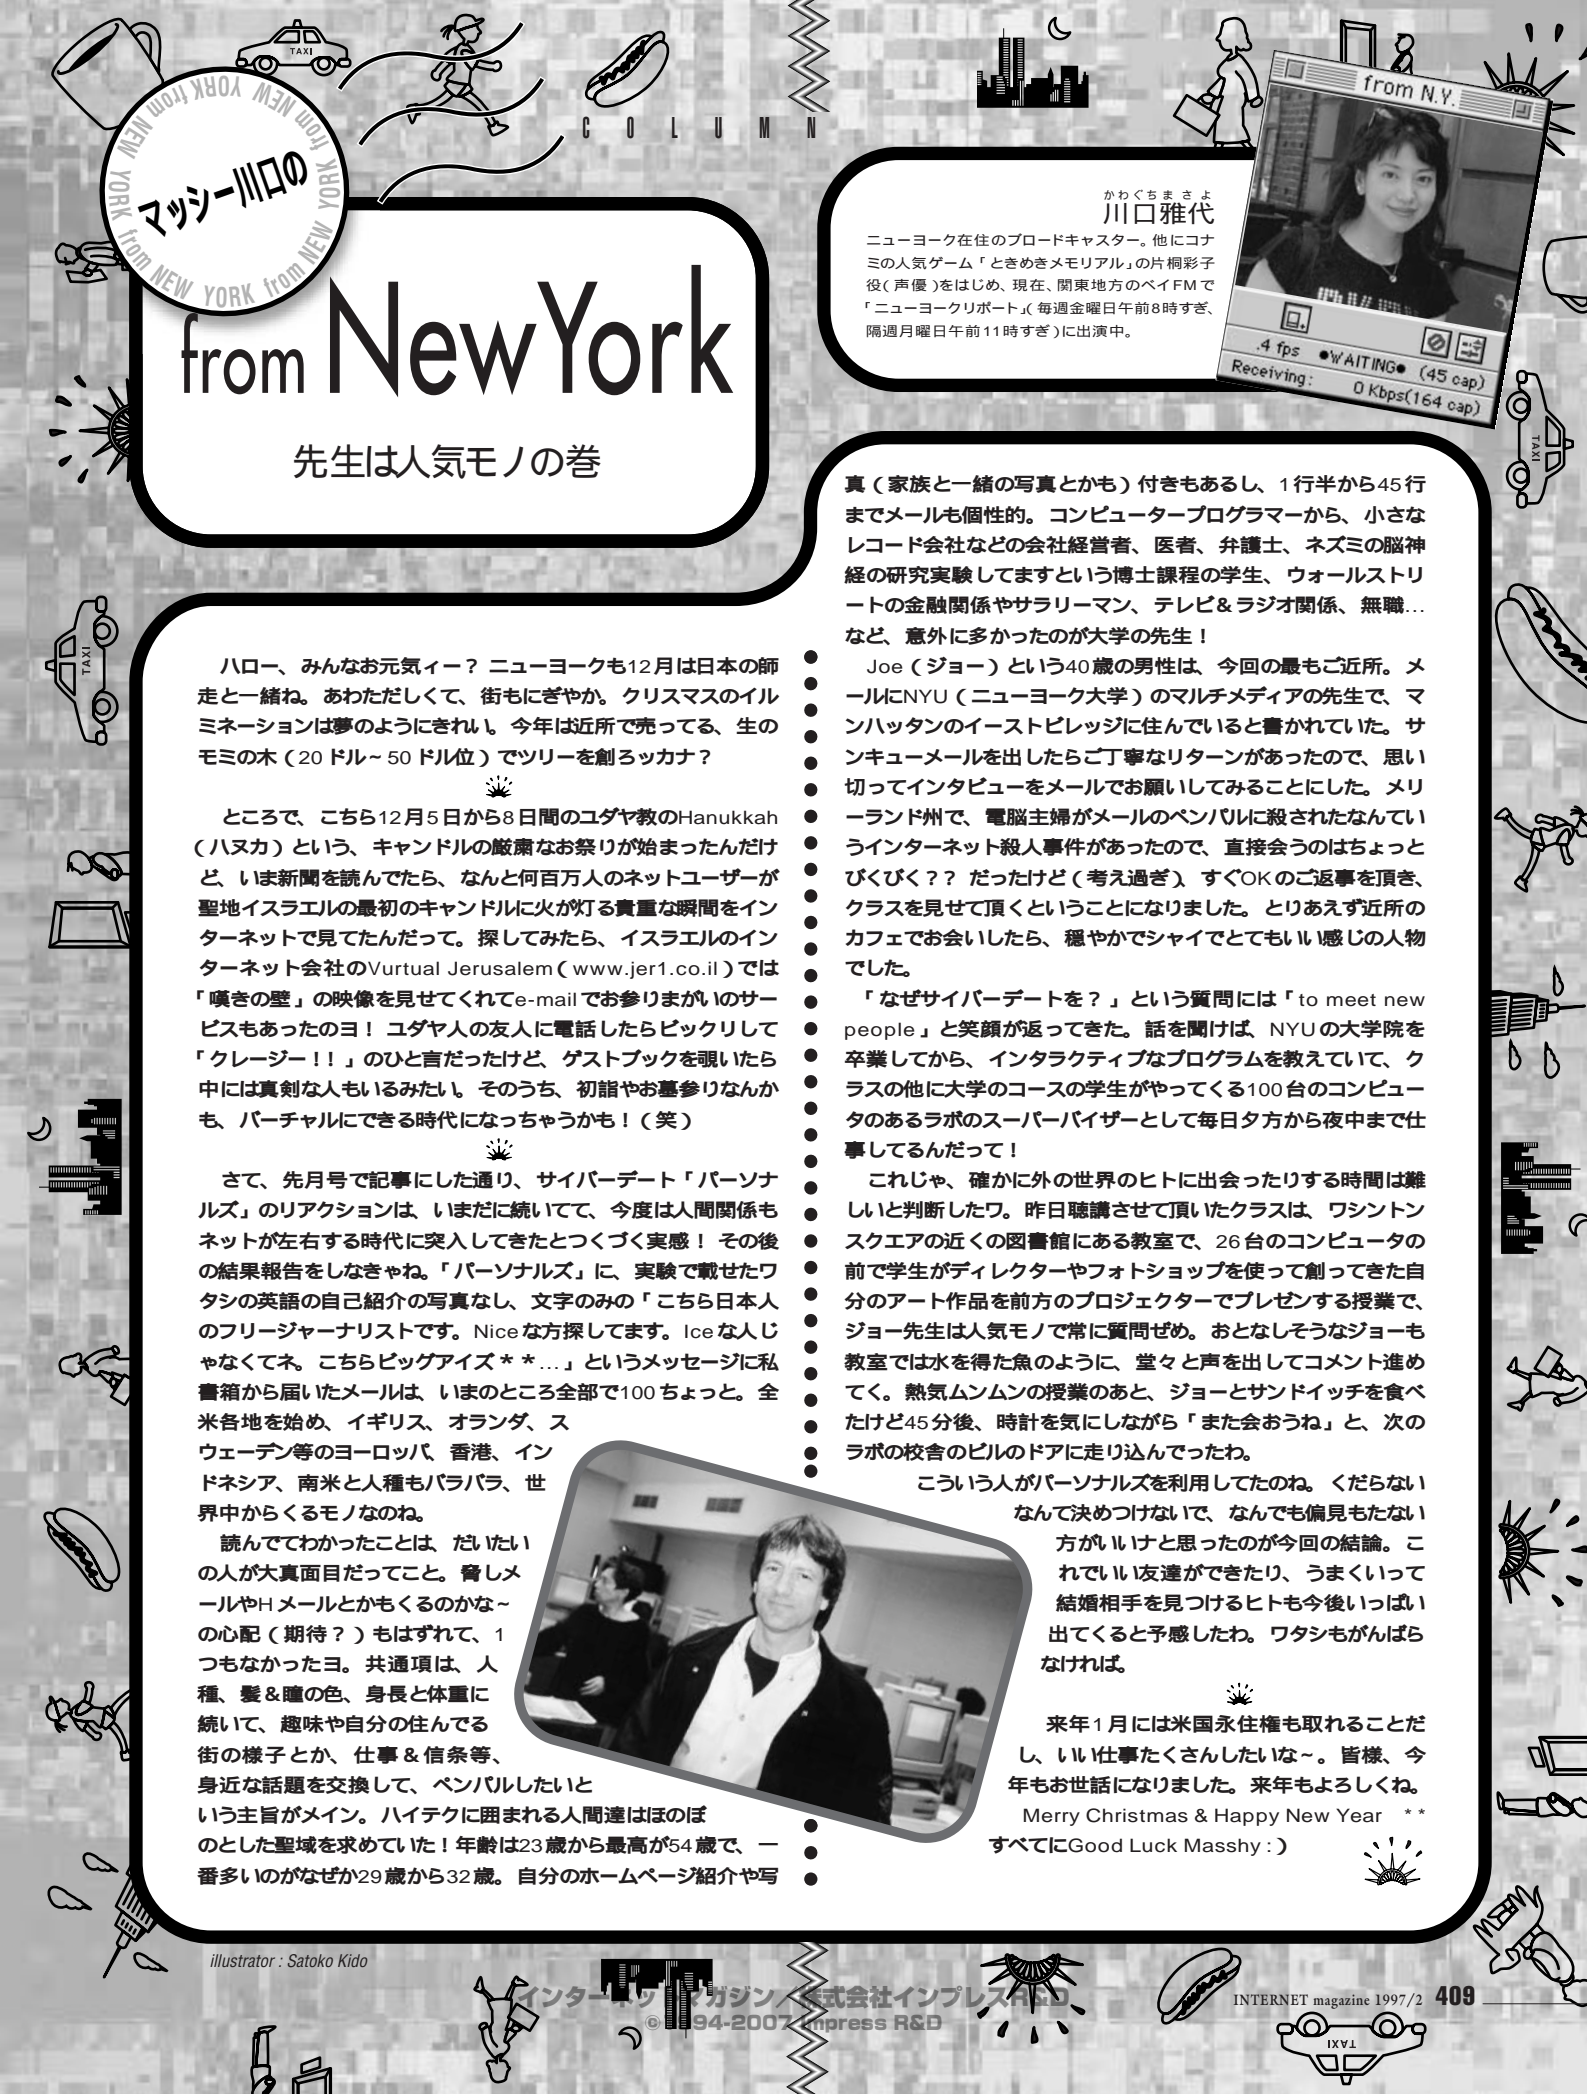 COLUMN
from NEW YORK from NEW YORK from NEW YORK from NEW YORK
マッシー川口の
from NewYork
先生は人気モノの巻
かわぐちまさよ
川口雅代
ニューヨーク在住のブロードキャスター。他にコナ
ミの人気ゲーム「ときめきメモリアル」の片桐彩子
役(声優)をはじめ、現在、関東地方のベイFMで
「ニューヨークリポート」(毎週金曜日午前8時すぎ、
隔週月曜日午前11時すぎ)に出演中。
from N.Y.
.4 fps ●WAITING● (45 cap)
Receiving: 0 Kbps(164 cap)
ハロー、みんなお元気ィー? ニューヨークも12月は日本の師
走と一緒ね。あわただしくて、街もにぎやか。クリスマスのイル
ミネーションは夢のようにきれい。今年は近所で売ってる、生の
モミの木(20ドル~50ドル位)でツリーを創ろッカナ?
ところで、こちら12月5日から8日間のユダヤ教のHanukkah
(ハヌカ)という、キャンドルの厳粛なお祭りが始まったんだけ
ど、いま新聞を読んでたら、なんと何百万人のネットユーザーが
聖地イスラエルの最初のキャンドルに火が灯る貴重な瞬間をイン
ターネットで見てたんだって。探してみたら、イスラエルのイン
ターネット会社のVurtual Jerusalem(www.jer1.co.il)では
「嘆きの壁」の映像を見せてくれてe-mailでお参りまがいのサー
ビスもあったのヨ! ユダヤ人の友人に電話したらビックリして
「クレージー!!」のひと言だったけど、ゲストブックを覗いたら
中には真剣な人もいるみたい。そのうち、初詣やお墓参りなんか
も、バーチャルにできる時代になっちゃうかも!(笑)
さて、先月号で記事にした通り、サイバーデート「パーソナ
ルズ」のリアクションは、いまだに続いてて、今度は人間関係も
ネットが左右する時代に突入してきたとつくづく実感! その後
の結果報告をしなきゃね。「パーソナルズ」に、実験で載せたワ
タシの英語の自己紹介の写真なし、文字のみの「こちら日本人
のフリージャーナリストです。Niceな方探してます。Iceな人じ
ゃなくてネ。こちらビッグアイズ**…」というメッセージに私
書箱から届いたメールは、いまのところ全部で100ちょっと。全
米各地を始め、イギリス、オランダ、ス
ウェーデン等のヨーロッパ、香港、イン
ドネシア、南米と人種もバラバラ、世
界中からくるモノなのね。
読んでてわかったことは、だいたい
の人が大真面目だってこと。脅しメ
ールやHメールとかもくるのかな~
の心配(期待?)もはずれて、1
つもなかったヨ。共通項は、人
種、髪&瞳の色、身長と体重に
続いて、趣味や自分の住んでる
街の様子とか、仕事&信条等、
身近な話題を交換して、ペンパルしたいと
いう主旨がメイン。ハイテクに囲まれる人間達はほのぼ
のとした聖域を求めていた!年齢は23歳から最高が54歳で、一
番多いのがなぜか29歳から32歳。自分のホームページ紹介や写
真(家族と一緒の写真とかも)付きもあるし、1行半から45行
までメールも個性的。コンピュータープログラマーから、小さな
レコード会社などの会社経営者、医者、弁護士、ネズミの脳神
経の研究実験してますという博士課程の学生、ウォールストリ
ートの金融関係やサラリーマン、テレビ&ラジオ関係、無職…
など、意外に多かったのが大学の先生!
Joe(ジョー)という40歳の男性は、今回の最もご近所。メ
ールにNYU(ニューヨーク大学)のマルチメディアの先生で、マ
ンハッタンのイーストビレッジに住んでいると書かれていた。サ
ンキューメールを出したらご丁寧なリターンがあったので、思い
切ってインタビューをメールでお願いしてみることにした。メリ
ーランド州で、電脳主婦がメールのペンパルに殺されたなんてい
うインターネット殺人事件があったので、直接会うのはちょっと
びくびく?? だったけど(考え過ぎ)、すぐOKのご返事を頂き、
クラスを見せて頂くということになりました。とりあえず近所の
カフェでお会いしたら、穏やかでシャイでとてもいい感じの人物
でした。
「なぜサイバーデートを?」という質問には「to meet new
people」と笑顔が返ってきた。話を聞けば、NYUの大学院を
卒業してから、インタラクティブなプログラムを教えていて、ク
ラスの他に大学のコースの学生がやってくる100台のコンピュー
タのあるラボのスーパーバイザーとして毎日夕方から夜中まで仕
事してるんだって!
これじゃ、確かに外の世界のヒトに出会ったりする時間は難
しいと判断したワ。昨日聴講させて頂いたクラスは、ワシントン
スクエアの近くの図書館にある教室で、26台のコンピュータの
前で学生がディレクターやフォトショップを使って創ってきた自
分のアート作品を前方のプロジェクターでプレゼンする授業で、
ジョー先生は人気モノで常に質問ぜめ。おとなしそうなジョーも
教室では水を得た魚のように、堂々と声を出してコメント進め
てく。熱気ムンムンの授業のあと、ジョーとサンドイッチを食べ
たけど45分後、時計を気にしながら「また会おうね」と、次の
ラボの校舎のビルのドアに走り込んでったわ。
こういう人がパーソナルズを利用してたのね。くだらない
なんて決めつけないで、なんでも偏見もたない
方がいいナと思ったのが今回の結論。こ
れでいい友達ができたり、うまくいって
結婚相手を見つけるヒトも今後いっぱい
出てくると予感したわ。ワタシもがんばら
なければ。
来年1月には米国永住権も取れることだ
し、いい仕事たくさんしたいな~。皆様、今
年もお世話になりました。来年もよろしくね。
Merry Christmas & Happy New Year **
すべてにGood Luck Masshy :)
TAXI
TAXI
TAXI
TAXI
illustrator : Satoko Kido
インターネットマガジン/株式会社インプレスR&D
©1994-2007 Impress R&D
INTERNET magazine 1997/2 409